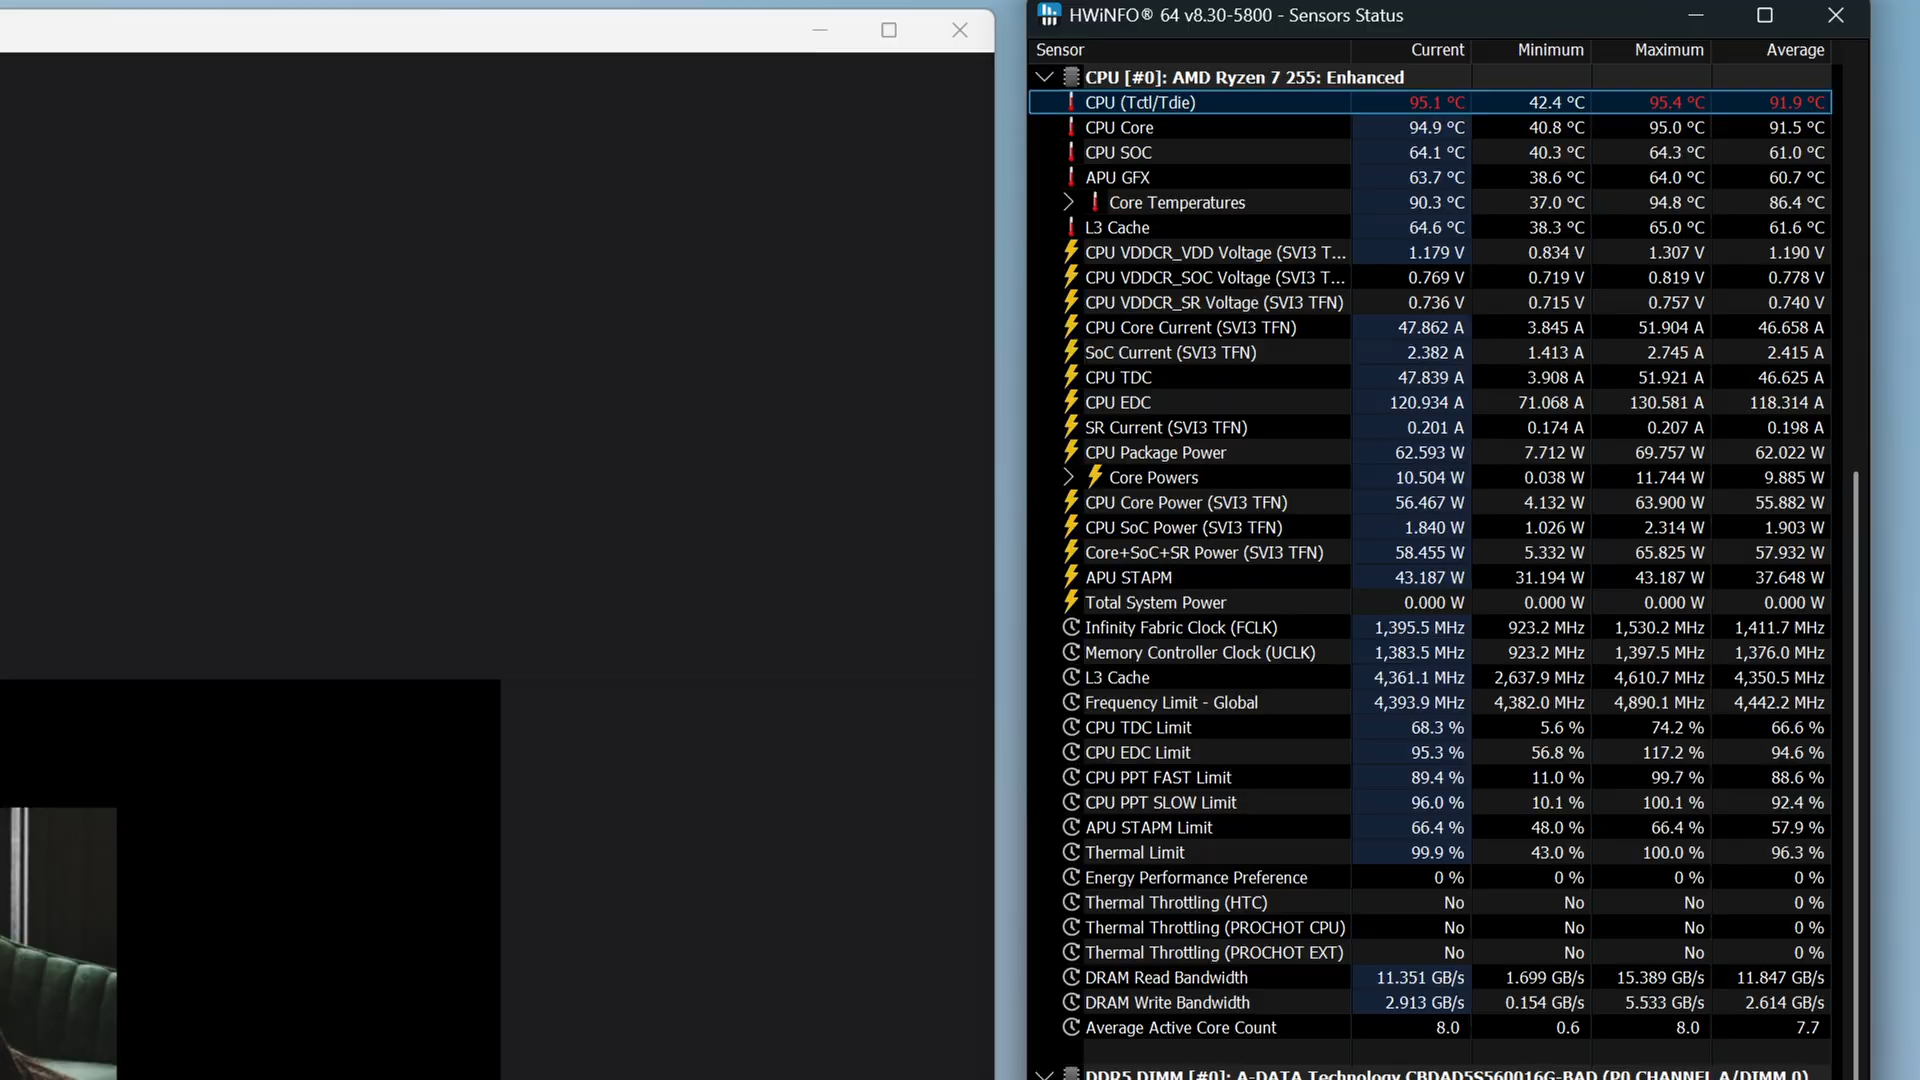 HWiNFO® 64 v8.30-5800 - Sensors Status
Sensor Current Minimum Maximum Average
CPU [#0]: AMD Ryzen 7 255: Enhanced
CPU (Tctl/Tdie) 95.1 °C 42.4 °C 95.4 °C 91.9 °C
CPU Core 94.9 °C 40.8 °C 95.0 °C 91.5 °C
CPU SOC 64.1 °C 40.3 °C 64.3 °C 61.0 °C
APU GFX 63.7 °C 38.6 °C 64.0 °C 60.7 °C
Core Temperatures 90.3 °C 37.0 °C 94.8 °C 86.4 °C
L3 Cache 64.6 °C 38.3 °C 65.0 °C 61.6 °C
CPU VDDCR_VDD Voltage (SVI3 T... 1.179 V 0.834 V 1.307 V 1.190 V
CPU VDDCR_SOC Voltage (SVI3 T... 0.769 V 0.719 V 0.819 V 0.778 V
CPU VDDCR_SR Voltage (SVI3 TFN) 0.736 V 0.715 V 0.757 V 0.740 V
CPU Core Current (SVI3 TFN) 47.862 A 3.845 A 51.904 A 46.658 A
SoC Current (SVI3 TFN) 2.382 A 1.413 A 2.745 A 2.415 A
CPU TDC 47.839 A 3.908 A 51.921 A 46.625 A
CPU EDC 120.934 A 71.068 A 130.581 A 118.314 A
SR Current (SVI3 TFN) 0.201 A 0.174 A 0.207 A 0.198 A
CPU Package Power 62.593 W 7.712 W 69.757 W 62.022 W
Core Powers 10.504 W 0.038 W 11.744 W 9.885 W
CPU Core Power (SVI3 TFN) 56.467 W 4.132 W 63.900 W 55.882 W
CPU SoC Power (SVI3 TFN) 1.840 W 1.026 W 2.314 W 1.903 W
Core+SoC+SR Power (SVI3 TFN) 58.455 W 5.332 W 65.825 W 57.932 W
APU STAPM 43.187 W 31.194 W 43.187 W 37.648 W
Total System Power 0.000 W 0.000 W 0.000 W 0.000 W
Infinity Fabric Clock (FCLK) 1,395.5 MHz 923.2 MHz 1,530.2 MHz 1,411.7 MHz
Memory Controller Clock (UCLK) 1,383.5 MHz 923.2 MHz 1,397.5 MHz 1,376.0 MHz
L3 Cache 4,361.1 MHz 2,637.9 MHz 4,610.7 MHz 4,350.5 MHz
Frequency Limit - Global 4,393.9 MHz 4,382.0 MHz 4,890.1 MHz 4,442.2 MHz
CPU TDC Limit 68.3 % 5.6 % 74.2 % 66.6 %
CPU EDC Limit 95.3 % 56.8 % 117.2 % 94.6 %
CPU PPT FAST Limit 89.4 % 11.0 % 99.7 % 88.6 %
CPU PPT SLOW Limit 96.0 % 10.1 % 100.1 % 92.4 %
APU STAPM Limit 66.4 % 48.0 % 66.4 % 57.9 %
Thermal Limit 99.9 % 43.0 % 100.0 % 96.3 %
Energy Performance Preference 0 % 0 % 0 % 0 %
Thermal Throttling (HTC) No No No 0 %
Thermal Throttling (PROCHOT CPU) No No No 0 %
Thermal Throttling (PROCHOT EXT) No No No 0 %
DRAM Read Bandwidth 11.351 GB/s 1.699 GB/s 15.389 GB/s 11.847 GB/s
DRAM Write Bandwidth 2.913 GB/s 0.154 GB/s 5.533 GB/s 2.614 GB/s
Average Active Core Count 8.0 0.6 8.0 7.7
DDR5 DIMM [#0]: A-DATA Technology CBDAD5S560016G-BAD (P0 CHANNEL A/DIMM 0)